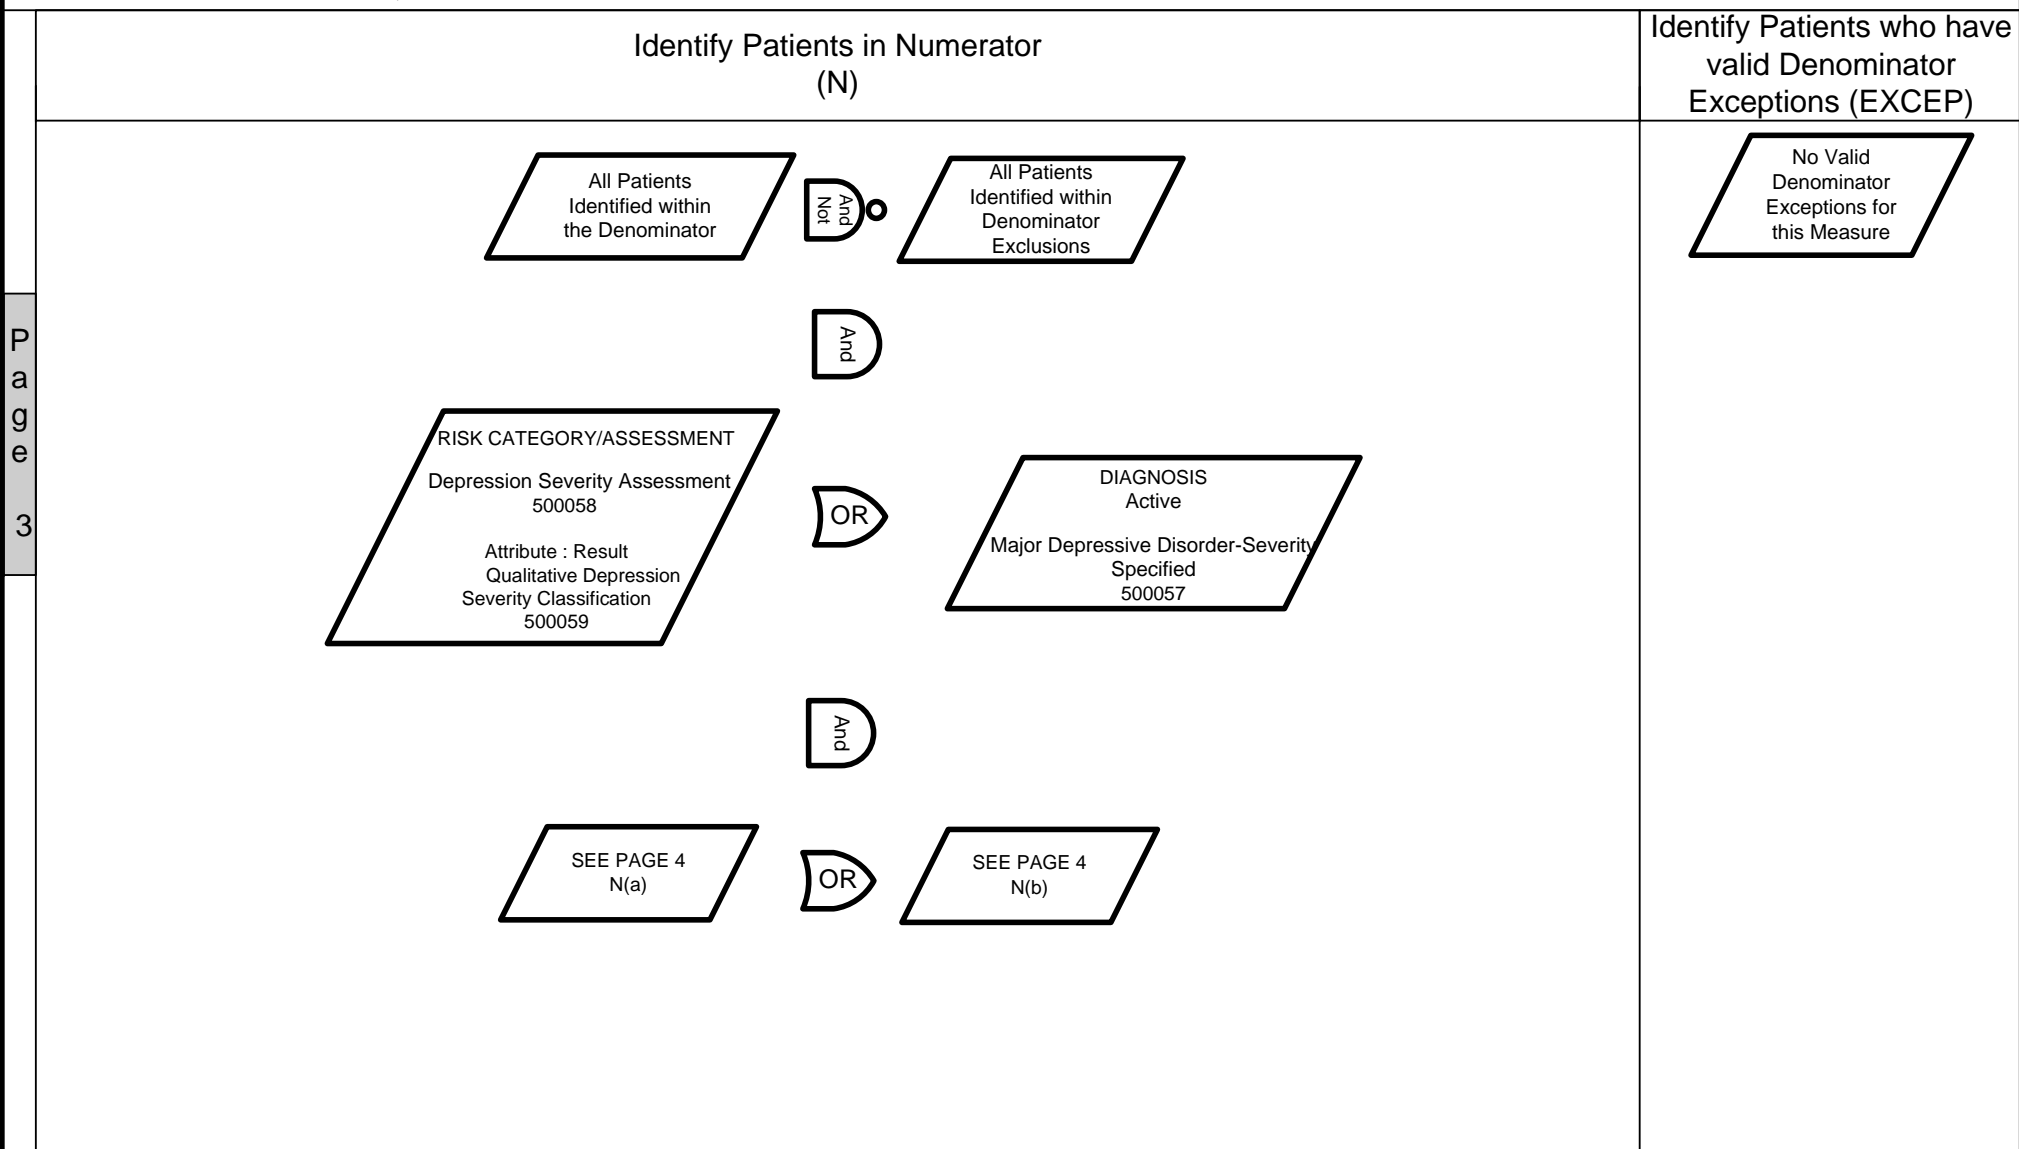 Identify Patients in Numerator
(N)
Identify Patients who have
valid Denominator
Exceptions (EXCEP)
All Patients
Identified within
the Denominator
And
Not
All Patients
Identified within
Denominator
Exclusions
No Valid
Denominator
Exceptions for
this Measure
And
P
a
g
e
3
RISK CATEGORY/ASSESSMENT
Depression Severity Assessment
500058
Attribute : Result
Qualitative Depression
Severity Classification
500059
OR
DIAGNOSIS
Active
Major Depressive Disorder-Severity
Specified
500057
And
SEE PAGE 4
N(a)
OR
SEE PAGE 4
N(b)